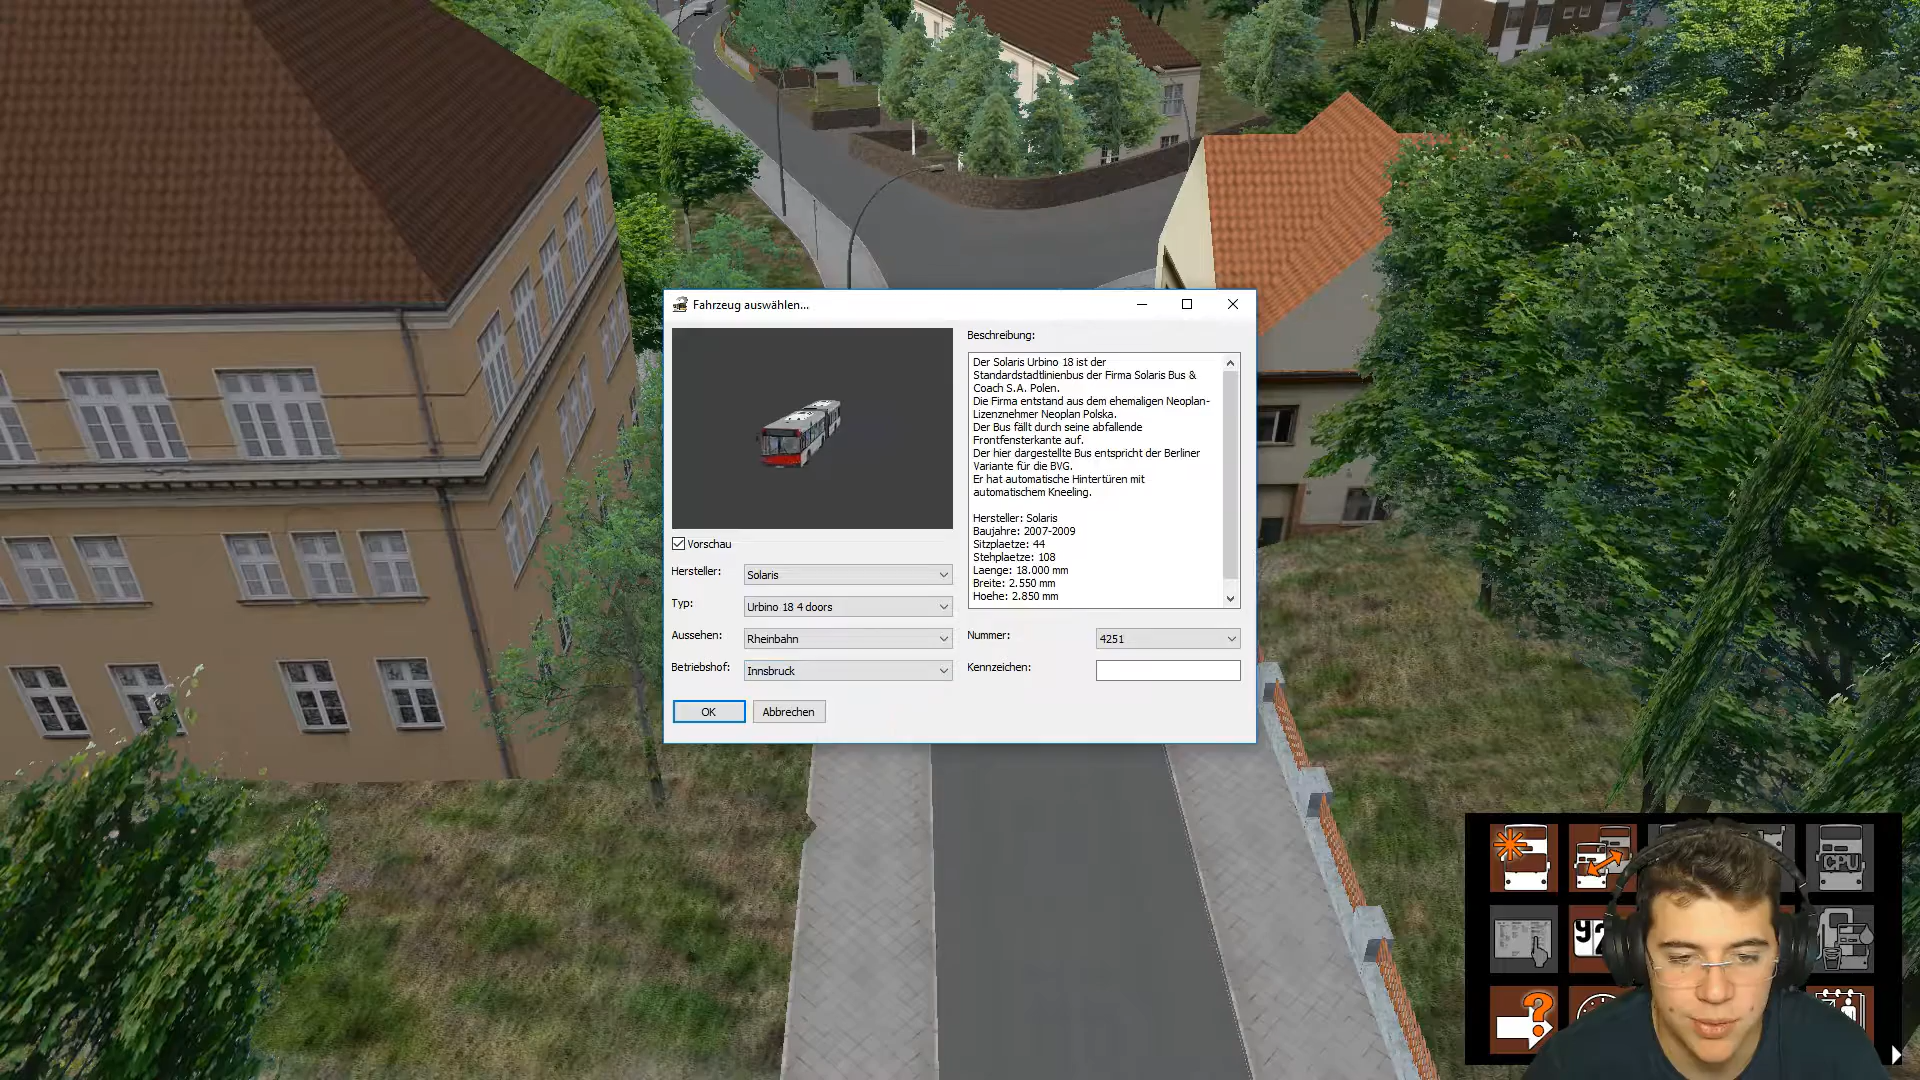 Fahrzeug auswählen...
Beschreibung:
Der Solaris Urbino 18 ist der
Standardstadtlinienbus der Firma Solaris Bus &
Coach S.A. Polen.
Die Firma entstand aus dem ehemaligen Neoplan-
Lizenznehmer Neoplan Polska.
Der Bus fällt durch seine abfallende
Frontfensterkante auf.
Der hier dargestellte Bus entspricht der Berliner
Variante für die BVG.
Er hat automatische Hintertüren mit
automatischem Kneeling.
Hersteller: Solaris
Baujahre: 2007-2009
Sitzplaetze: 44
Stehplaetze: 108
Laenge: 18.000 mm
Breite: 2.550 mm
Hoehe: 2.850 mm
Vorschau
Hersteller: Solaris
Typ: Urbino 18 4 doors
Aussehen: Rheinbahn
Nummer: 4251
Betriebshof: Innsbruck
Kennzeichen:
OK
Abbrechen
CPU
92
?